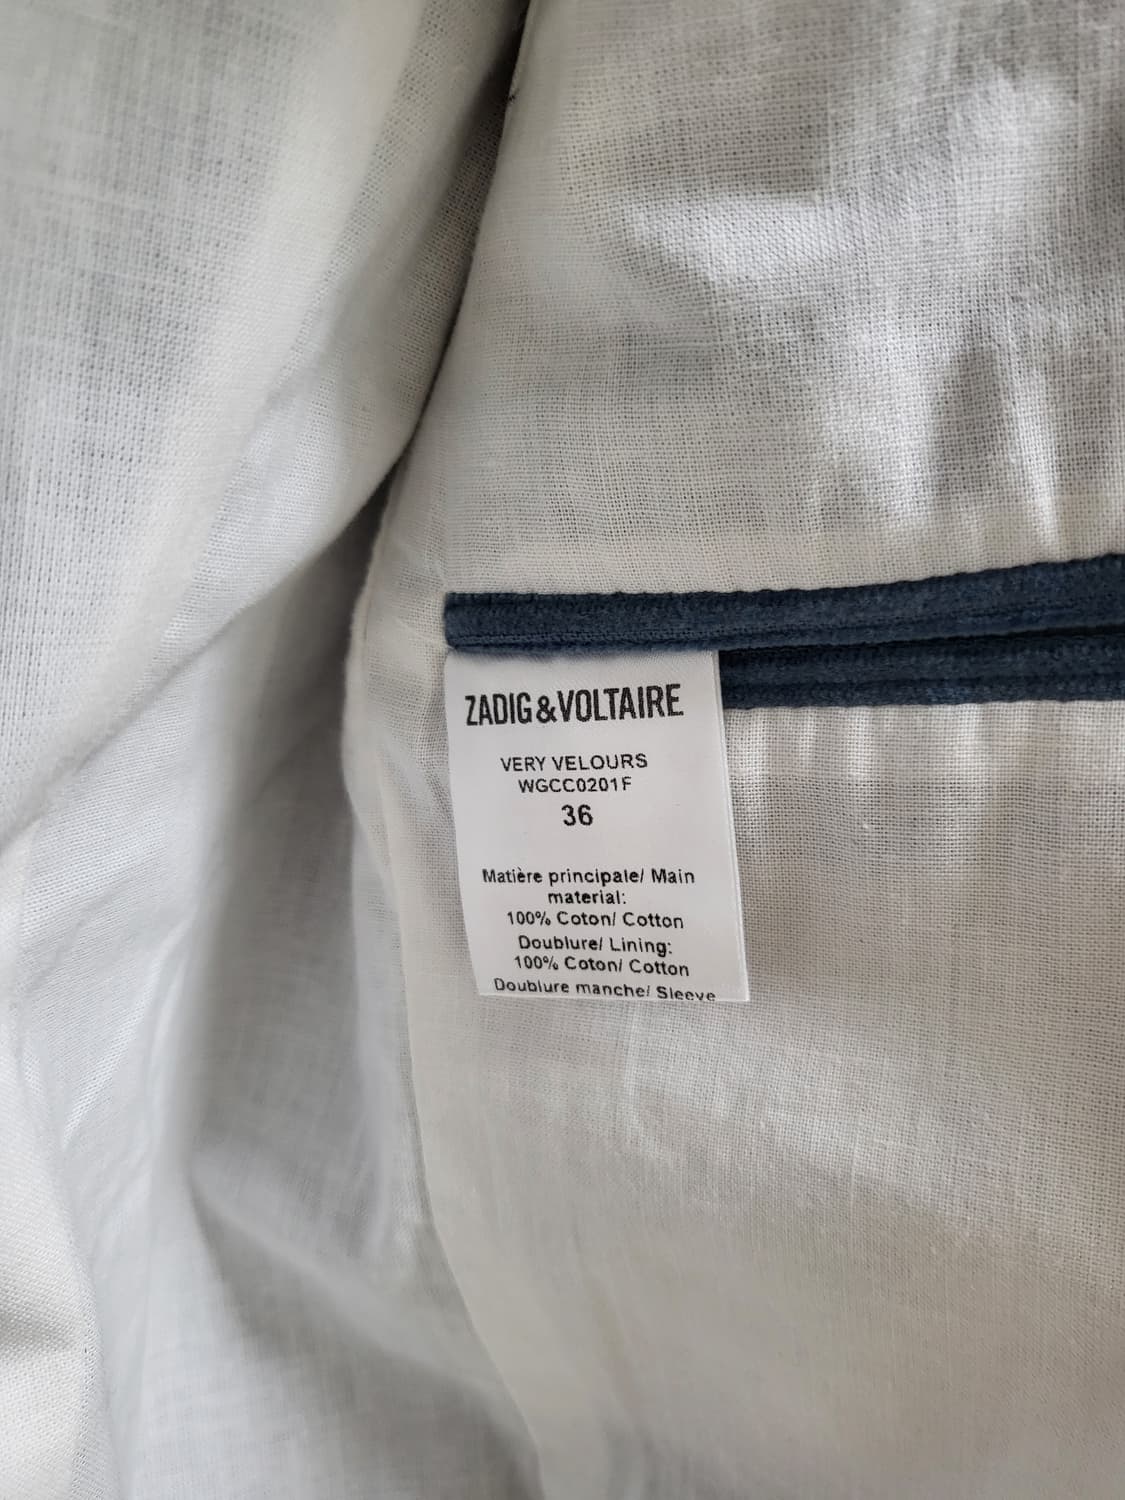 ZADIG&VOLTAIRE
VERY VELOURS
WGCC0201F
36
Matière principale/ Main
material:
100% Coton/ Cotton
Doublure/ Lining:
100% Coton/ Cotton
Doublure manche/ Sleeve